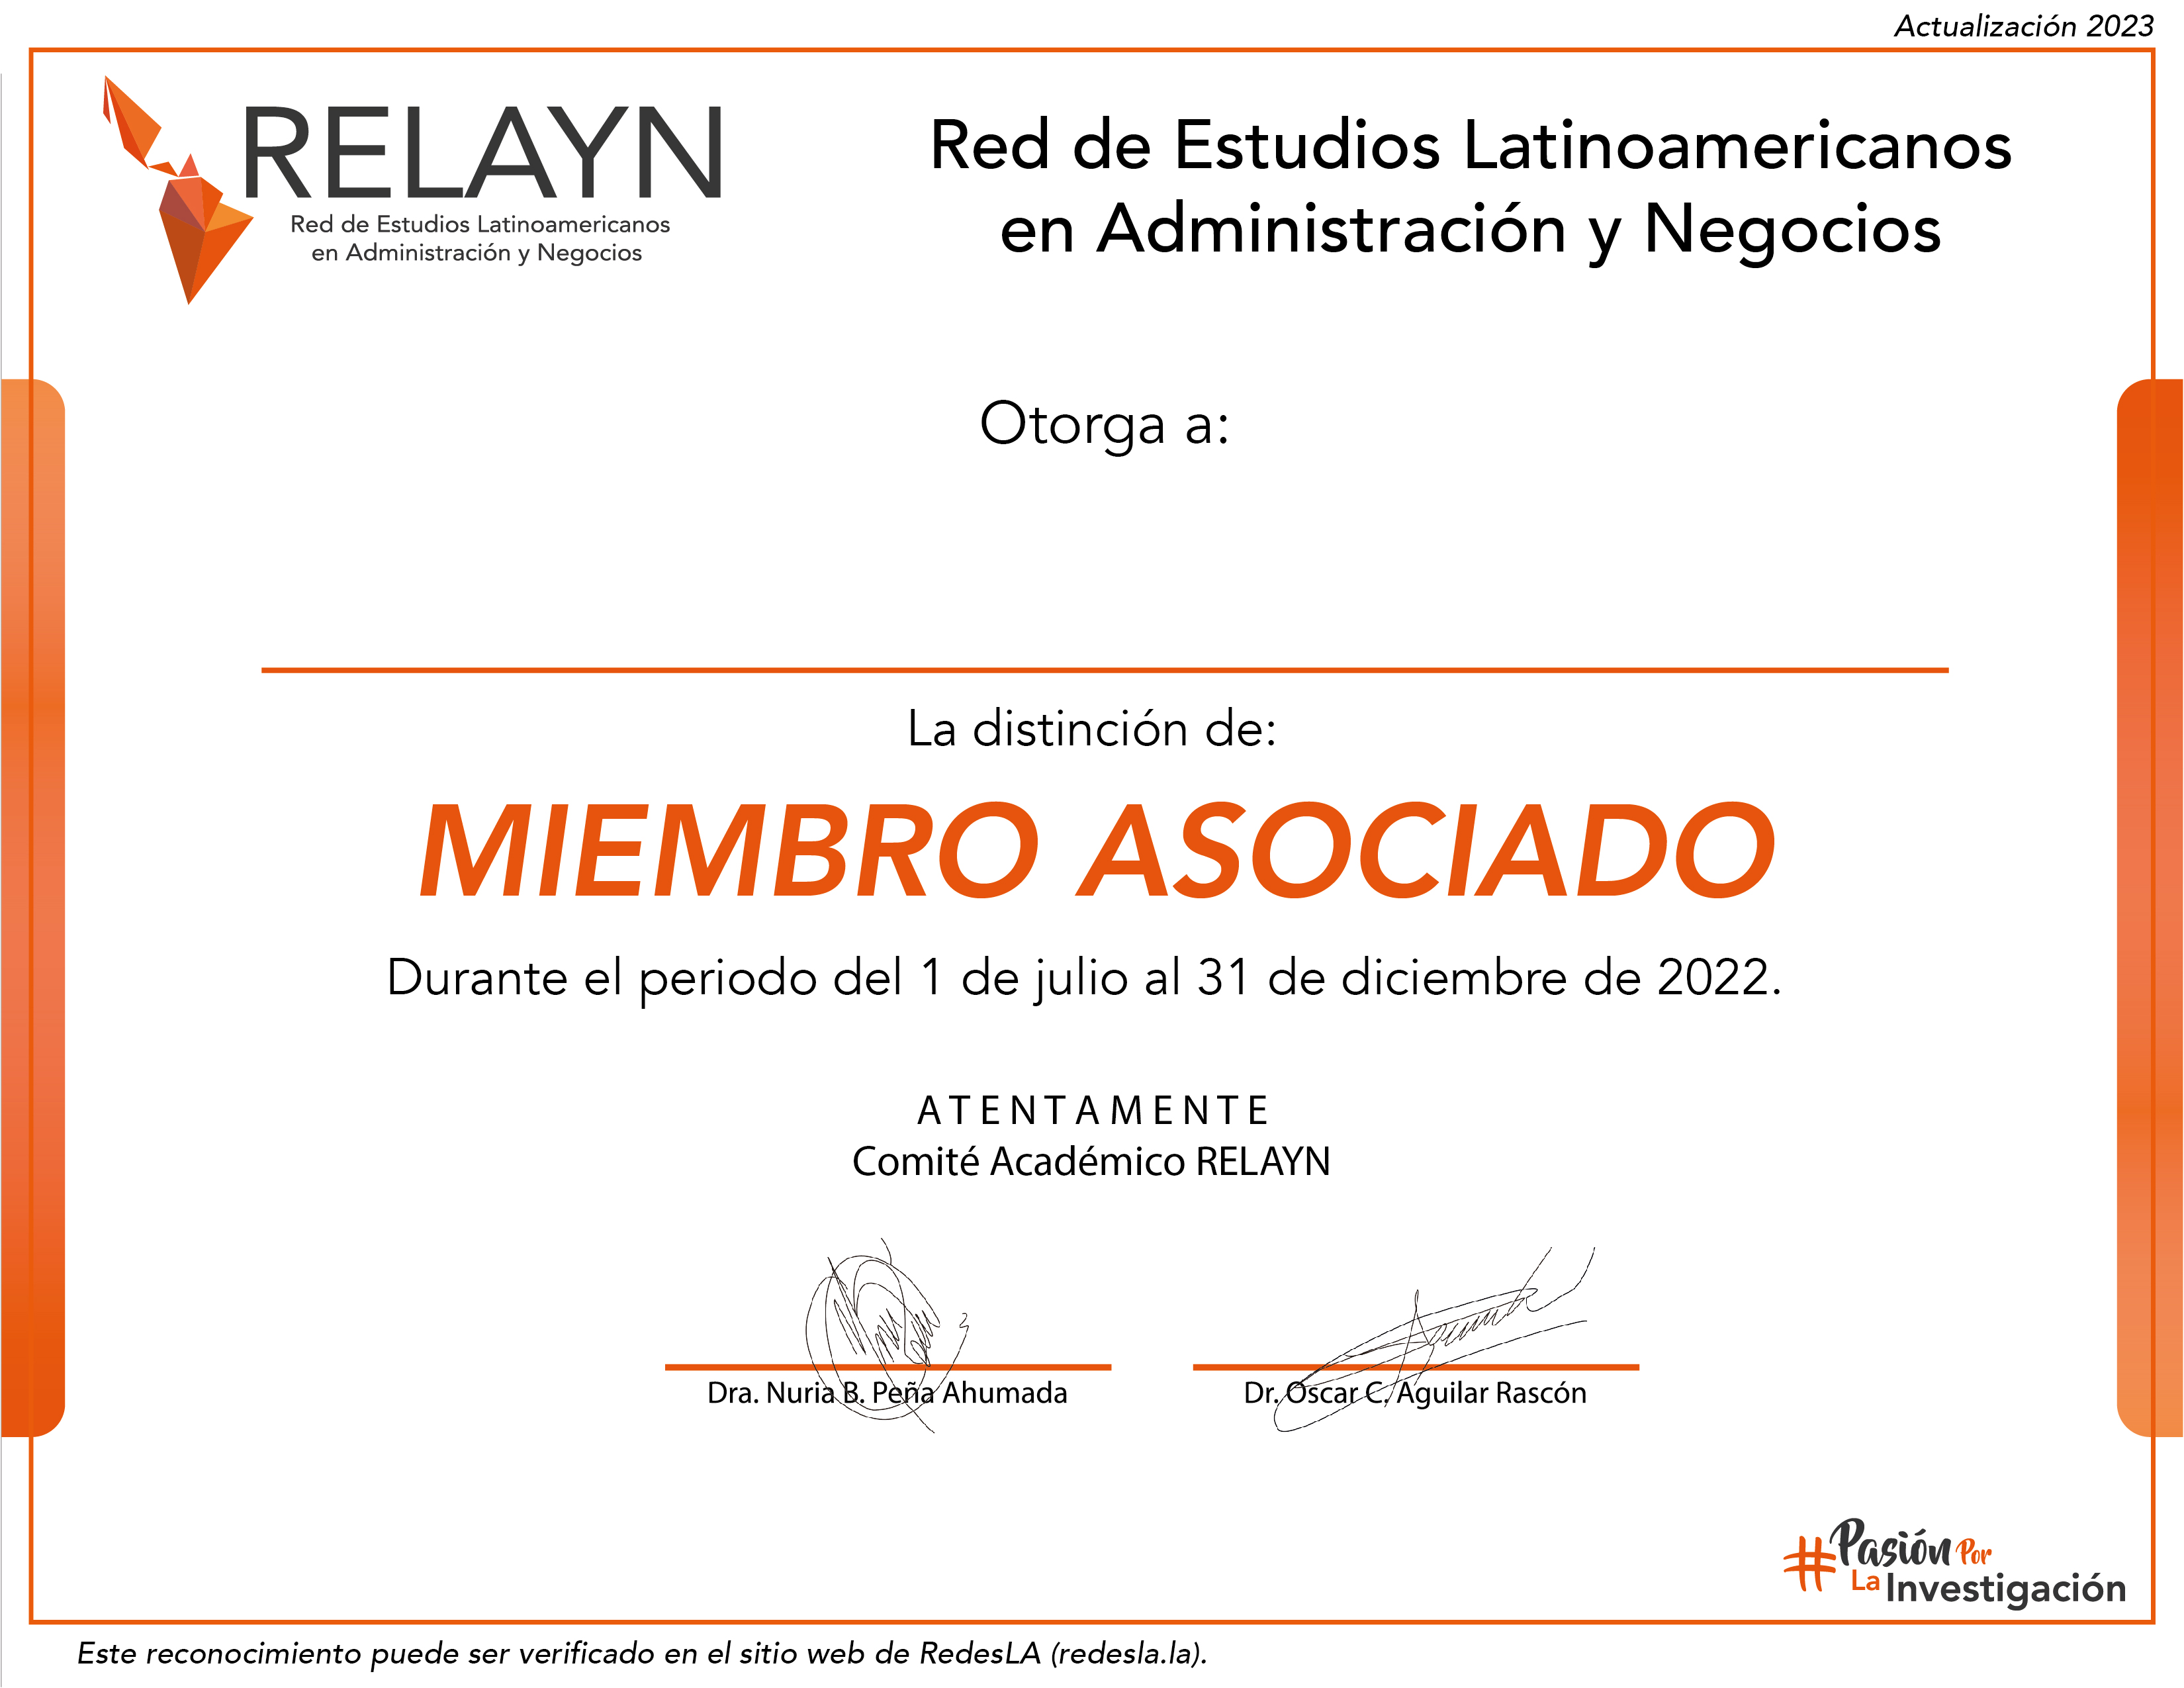 Actualización 2023
RELAYN
Red de Estudios Latinoamericanos
en Administración y Negocios
Red de Estudios Latinoamericanos
en Administración y Negocios
Otorga a:
La distinción de:
MIEMBRO ASOCIADO
Durante el periodo del 1 de julio al 31 de diciembre de 2022.
ATENTAMENTE
Comité Académico RELAYN
Dra. Nuria B. Peña Ahumada
Dr. Oscar C. Aguilar Rascón
#Pasión Por
La Investigación
Este reconocimiento puede ser verificado en el sitio web de RedesLA (redesla.la).